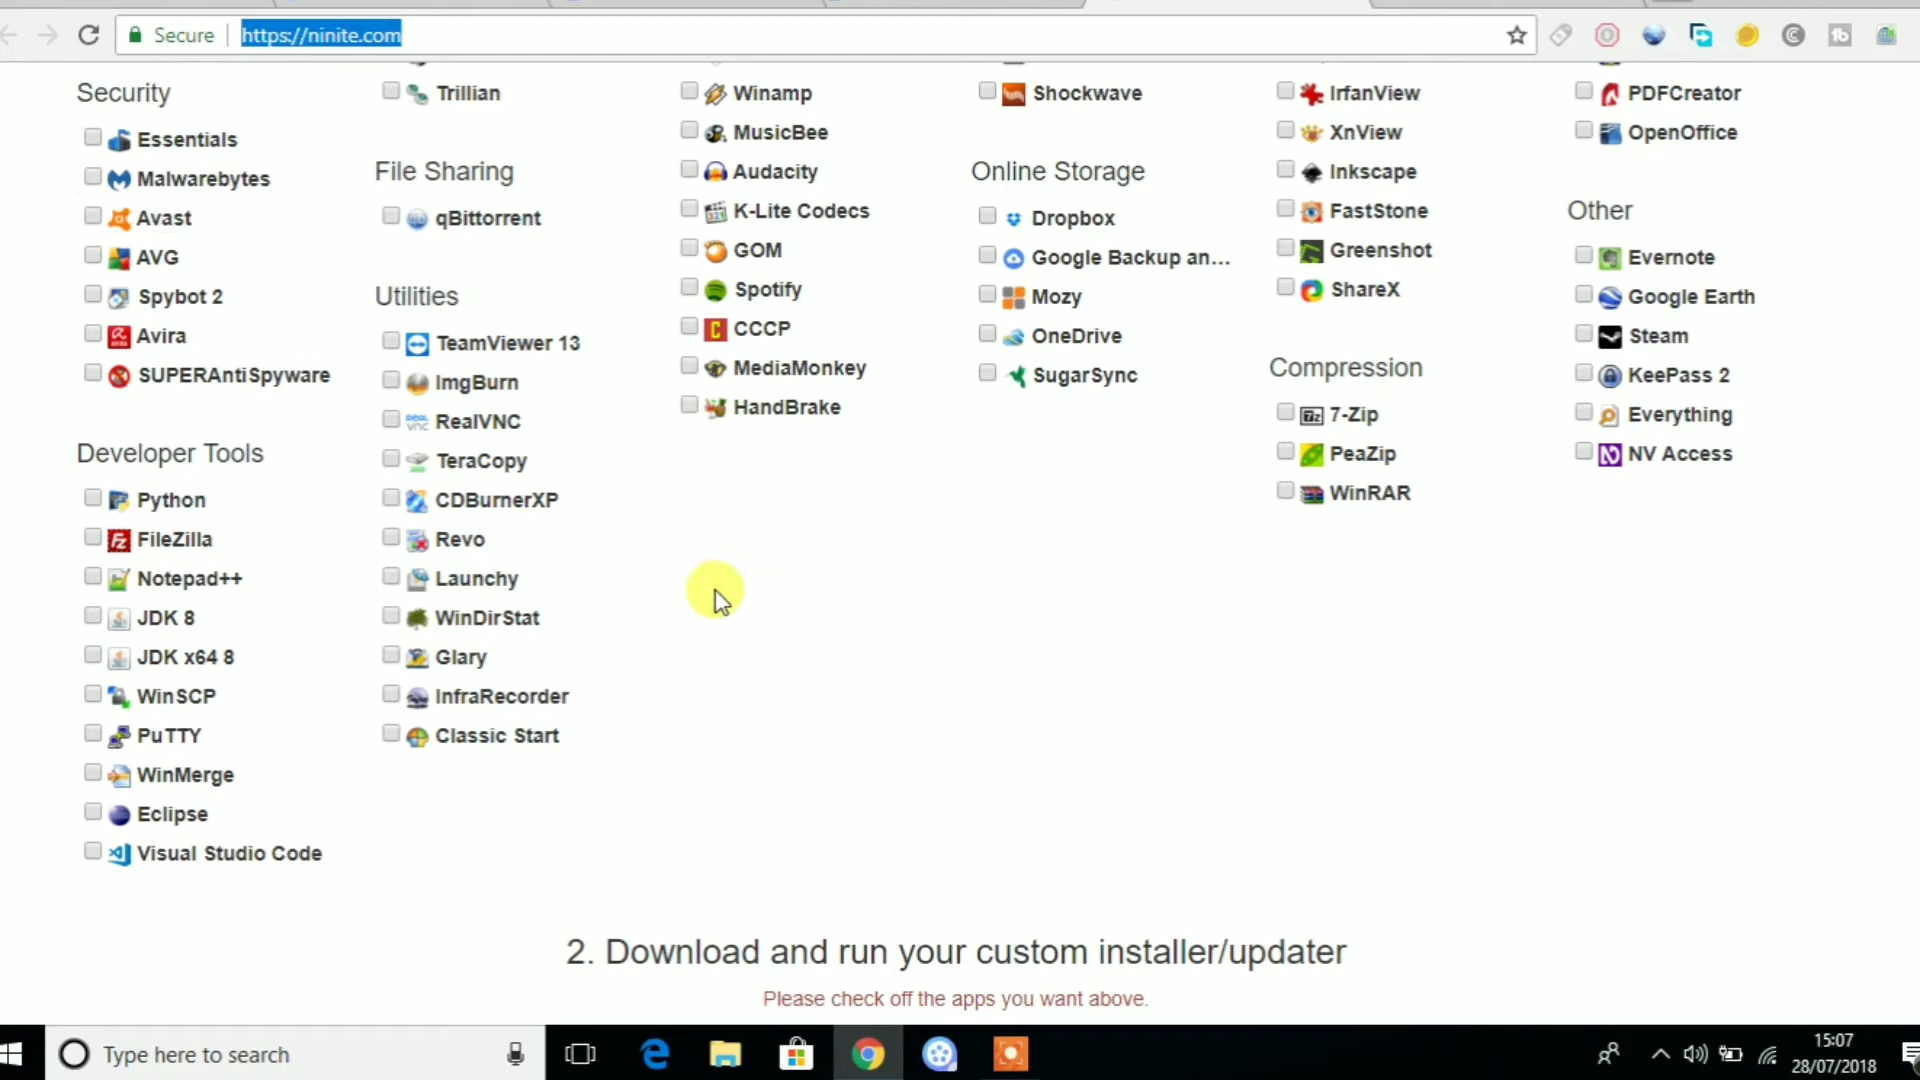 Secure
https://ninite.com
Security
Essentials
Malwarebytes
Avast
AVG
Spybot 2
Avira
SUPERAntiSpyware
Developer Tools
Python
FileZilla
Notepad++
JDK 8
JDK x64 8
WinSCP
PuTTY
WinMerge
Eclipse
Visual Studio Code
Trillian
File Sharing
qBittorrent
Utilities
TeamViewer 13
ImgBurn
RealVNC
TeraCopy
CDBurnerXP
Revo
Launchy
WinDirStat
Glary
InfraRecorder
Classic Start
Winamp
MusicBee
Audacity
K-Lite Codecs
GOM
Spotify
CCCP
MediaMonkey
HandBrake
Shockwave
Online Storage
Dropbox
Google Backup an...
Mozy
OneDrive
SugarSync
IrfanView
XnView
Inkscape
FastStone
Greenshot
ShareX
Compression
7-Zip
PeaZip
WinRAR
PDFCreator
OpenOffice
Other
Evernote
Google Earth
Steam
KeePass 2
Everything
NV Access
2. Download and run your custom installer/updater
Please check off the apps you want above.
Type here to search
15:07
28/07/2018